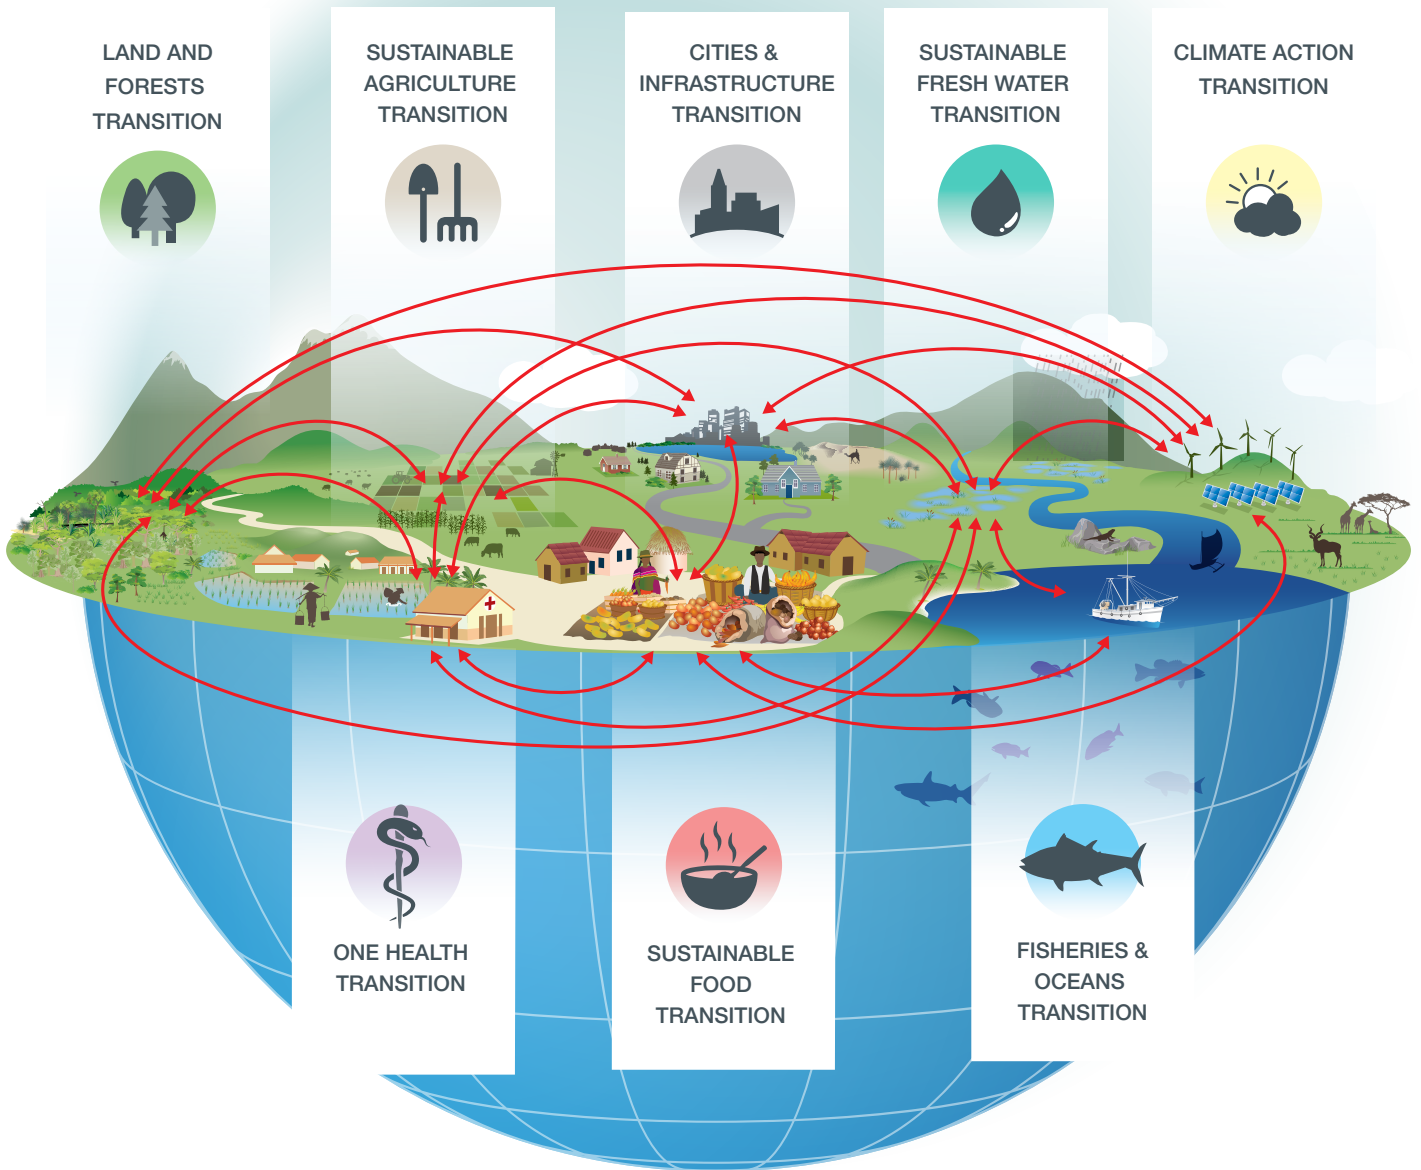 LAND AND
FORESTS
TRANSITION
SUSTAINABLE
AGRICULTURE
TRANSITION
CITIES &
INFRASTRUCTURE
TRANSITION
SUSTAINABLE
FRESH WATER
TRANSITION
CLIMATE ACTION
TRANSITION
ONE HEALTH
TRANSITION
SUSTAINABLE
FOOD
TRANSITION
FISHERIES &
OCEANS
TRANSITION